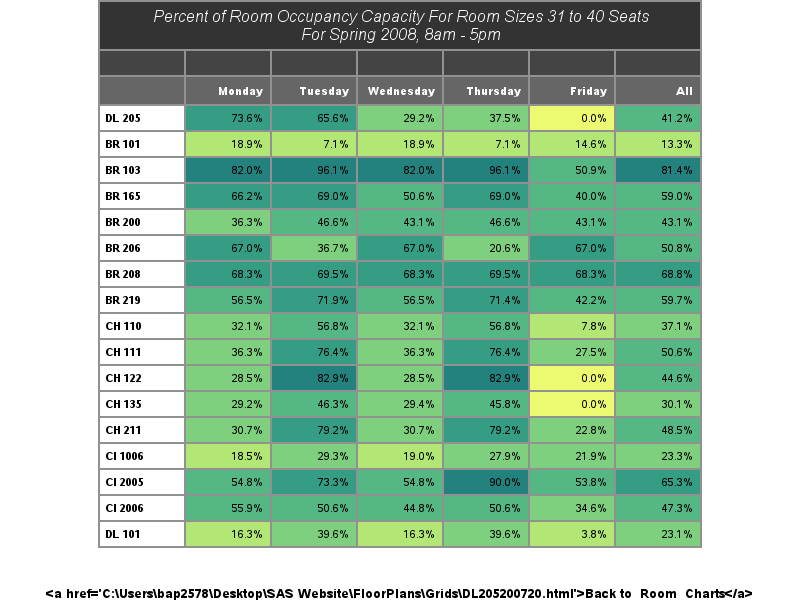 Percent of Room Occupancy Capacity For Room Sizes 31 to 40 Seats
For Spring 2008, 8am - 5pm
Monday Tuesday Wednesday Thursday Friday All
DL 205 73.6% 65.6% 29.2% 37.5% 0.0% 41.2%
BR 101 18.9% 7.1% 18.9% 7.1% 14.6% 13.3%
BR 103 82.0% 96.1% 82.0% 96.1% 50.9% 81.4%
BR 165 66.2% 69.0% 50.6% 69.0% 40.0% 59.0%
BR 200 36.3% 46.6% 43.1% 46.6% 43.1% 43.1%
BR 206 67.0% 36.7% 67.0% 20.6% 67.0% 50.8%
BR 208 68.3% 69.5% 68.3% 69.5% 68.3% 68.8%
BR 219 56.5% 71.9% 56.5% 71.4% 42.2% 59.7%
CH 110 32.1% 56.8% 32.1% 56.8% 7.8% 37.1%
CH 111 36.3% 76.4% 36.3% 76.4% 27.5% 50.6%
CH 122 28.5% 82.9% 28.5% 82.9% 0.0% 44.6%
CH 135 29.2% 46.3% 29.4% 45.8% 0.0% 30.1%
CH 211 30.7% 79.2% 30.7% 79.2% 22.8% 48.5%
CI 1006 18.5% 29.3% 19.0% 27.9% 21.9% 23.3%
CI 2005 54.8% 73.3% 54.8% 90.0% 53.8% 65.3%
CI 2006 55.9% 50.6% 44.8% 50.6% 34.6% 47.3%
DL 101 16.3% 39.6% 16.3% 39.6% 3.8% 23.1%
&lt;a href='C:\Users\bap2578\Desktop\SAS Website\FloorPlans\Grids\DL205200720.html'&gt;Back to Room Charts&lt;/a&gt;